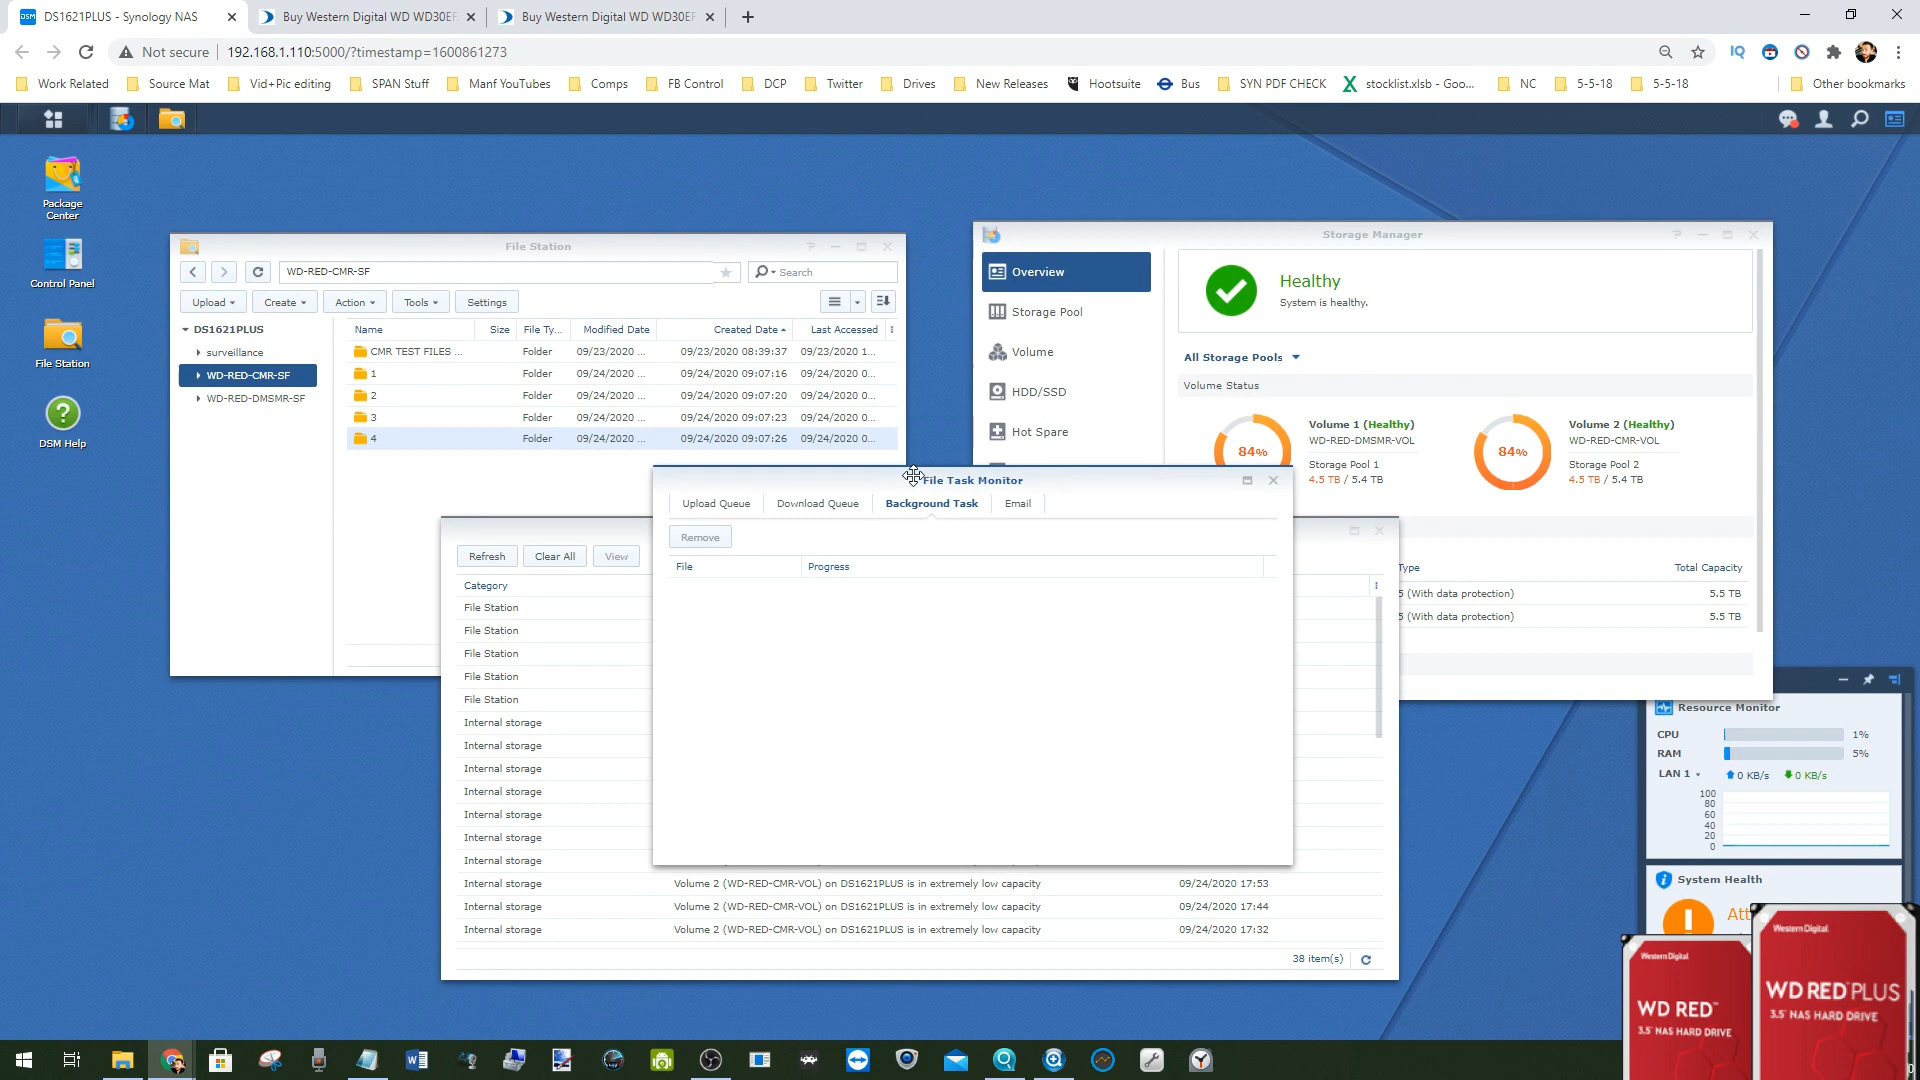 DS1621PLUS - Synology NAS
Buy Western Digital WD WD30EF
Buy Western Digital WD WD30EF
Not secure
192.168.1.110:5000/?timestamp=1600861273
Work Related
Source Mat
Vid+Pic editing
SPAN Stuff
Manf YouTubes
Comps
FB Control
DCP
Twitter
Drives
New Releases
Hootsuite
Bus
SYN PDF CHECK
stocklist.xlsb - Goo...
NC
5-5-18
5-5-18
Other bookmarks
Package
Center
Control Panel
File Station
DSM Help
File Station
WD-RED-CMR-SF
Search
Upload
Create
Action
Tools
Settings
DS1621PLUS
surveillance
WD-RED-CMR-SF
WD-RED-DMSMR-SF
Name Size File Ty... Modified Date Created Date Last Accessed
CMR TEST FILES ... Folder 09/23/2020 ... 09/23/2020 08:39:37 09/23/2020 1...
1 Folder 09/24/2020 ... 09/24/2020 09:07:16 09/24/2020 0...
2 Folder 09/24/2020 ... 09/24/2020 09:07:20 09/24/2020 0...
3 Folder 09/24/2020 ... 09/24/2020 09:07:23 09/24/2020 0...
4 Folder 09/24/2020 ... 09/24/2020 09:07:26 09/24/2020 0...
Storage Manager
Overview
Storage Pool
Volume
HDD/SSD
Hot Spare
Healthy
System is healthy.
All Storage Pools
Volume Status
84%
Volume 1 (Healthy)
WD-RED-DMSMR-VOL
Storage Pool 1
4.5 TB / 5.4 TB
84%
Volume 2 (Healthy)
WD-RED-CMR-VOL
Storage Pool 2
4.5 TB / 5.4 TB
Type Total Capacity
5 (With data protection) 5.5 TB
5 (With data protection) 5.5 TB
File Task Monitor
Upload Queue
Download Queue
Background Task
Email
Remove
File Progress
Refresh
Clear All
View
Category
File Station
File Station
File Station
File Station
File Station
Internal storage
Internal storage
Internal storage
Internal storage
Internal storage
Internal storage
Internal storage
Internal storage Volume 2 (WD-RED-CMR-VOL) on DS1621PLUS is in extremely low capacity 09/24/2020 17:53
Internal storage Volume 2 (WD-RED-CMR-VOL) on DS1621PLUS is in extremely low capacity 09/24/2020 17:44
Internal storage Volume 2 (WD-RED-CMR-VOL) on DS1621PLUS is in extremely low capacity 09/24/2020 17:32
38 item(s)
Resource Monitor
CPU 1%
RAM 5%
LAN 1 0 KB/s 0 KB/s
100
80
60
40
20
0
System Health
Att
Western Digital
WD RED™
3.5" NAS HARD DRIVE
Western Digital
WD RED™PLUS
3.5" NAS HARD DRIVE